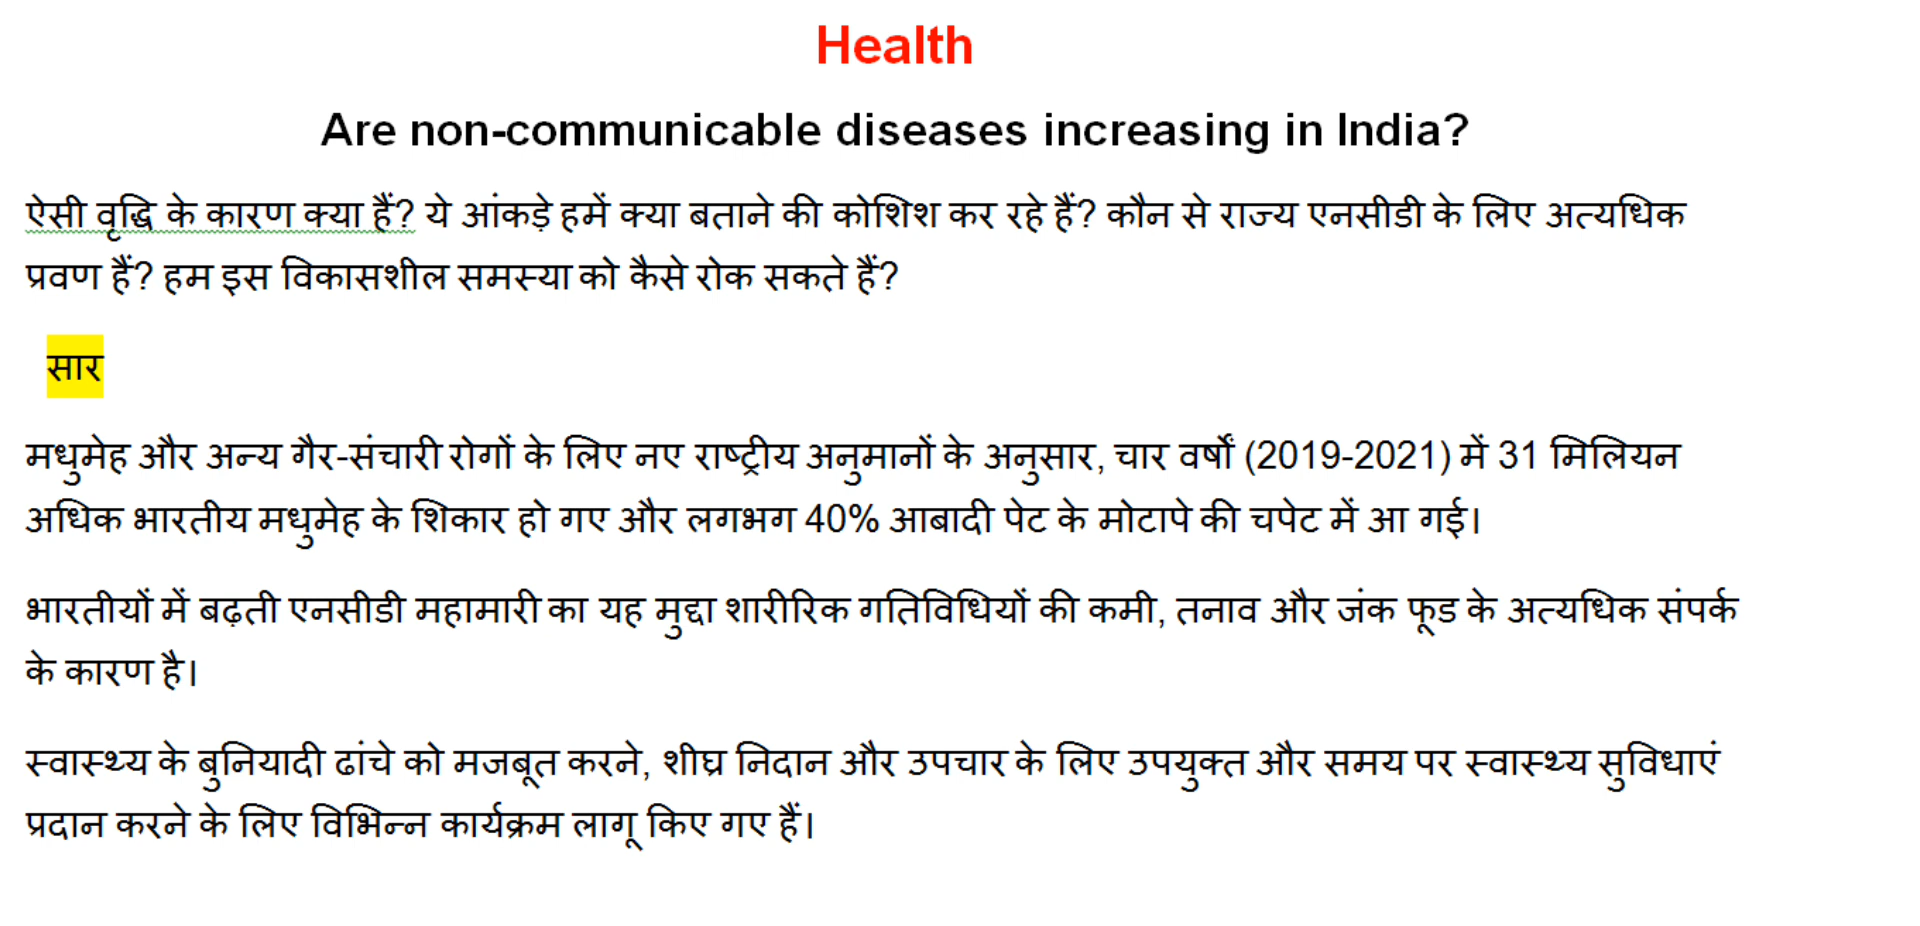 Health
Are non-communicable diseases increasing in India?
ऐसी वृद्धि के कारण क्या हैं? ये आंकड़े हमें क्या बताने की कोशिश कर रहे हैं? कौन से राज्य एनसीडी के लिए अत्यधिक
प्रवण हैं? हम इस विकासशील समस्या को कैसे रोक सकते हैं?
सार
मधुमेह और अन्य गैर-संचारी रोगों के लिए नए राष्ट्रीय अनुमानों के अनुसार, चार वर्षों (2019-2021) में 31 मिलियन
अधिक भारतीय मधुमेह के शिकार हो गए और लगभग 40% आबादी पेट के मोटापे की चपेट में आ गई।
भारतीयों में बढ़ती एनसीडी महामारी का यह मुद्दा शारीरिक गतिविधियों की कमी, तनाव और जंक फूड के अत्यधिक संपर्क
के कारण है।
स्वास्थ्य के बुनियादी ढांचे को मजबूत करने, शीघ्र निदान और उपचार के लिए उपयुक्त और समय पर स्वास्थ्य सुविधाएं
प्रदान करने के लिए विभिन्न कार्यक्रम लागू किए गए हैं।